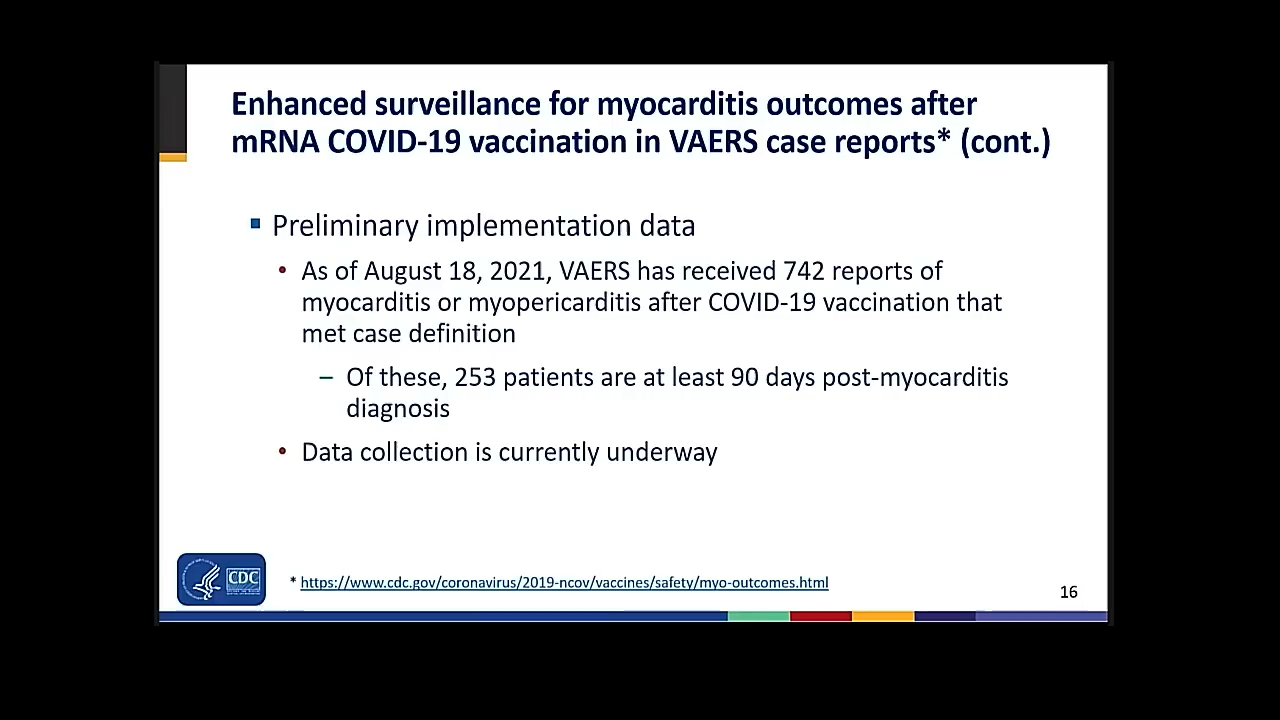 Enhanced surveillance for myocarditis outcomes after
mRNA COVID-19 vaccination in VAERS case reports* (cont.)
▪ Preliminary implementation data
• As of August 18, 2021, VAERS has received 742 reports of
myocarditis or myopericarditis after COVID-19 vaccination that
met case definition
– Of these, 253 patients are at least 90 days post-myocarditis
diagnosis
• Data collection is currently underway
CDC
* https://www.cdc.gov/coronavirus/2019-ncov/vaccines/safety/myo-outcomes.html
16